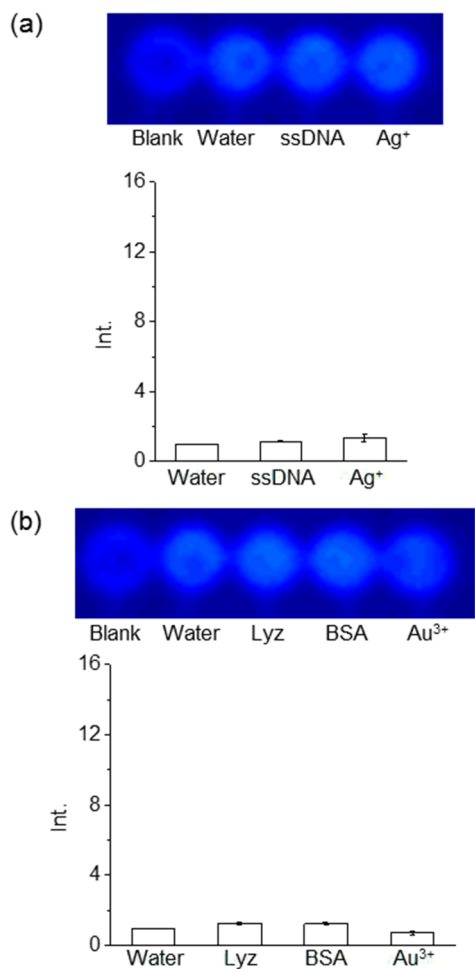 (a)
Blank Water ssDNA Ag⁺
16
12
8
4
0
Int.
Water ssDNA Ag⁺
(b)
Blank Water Lyz BSA Au³⁺
16
12
8
4
0
Int.
Water Lyz BSA Au³⁺